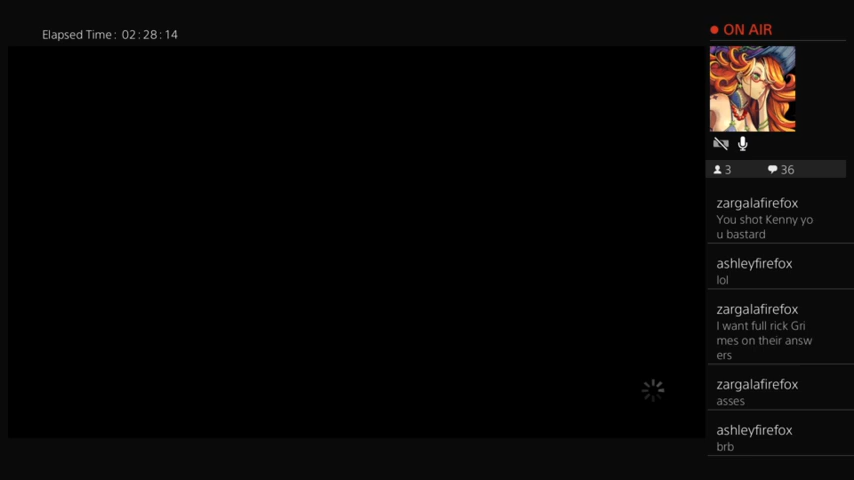 Elapsed Time: 02:28:14
ON AIR
3 36
zargalafirefox
You shot Kenny yo
u bastard
ashleyfirefox
lol
zargalafirefox
I want full rick Gri
mes on their answ
ers
zargalafirefox
asses
ashleyfirefox
brb